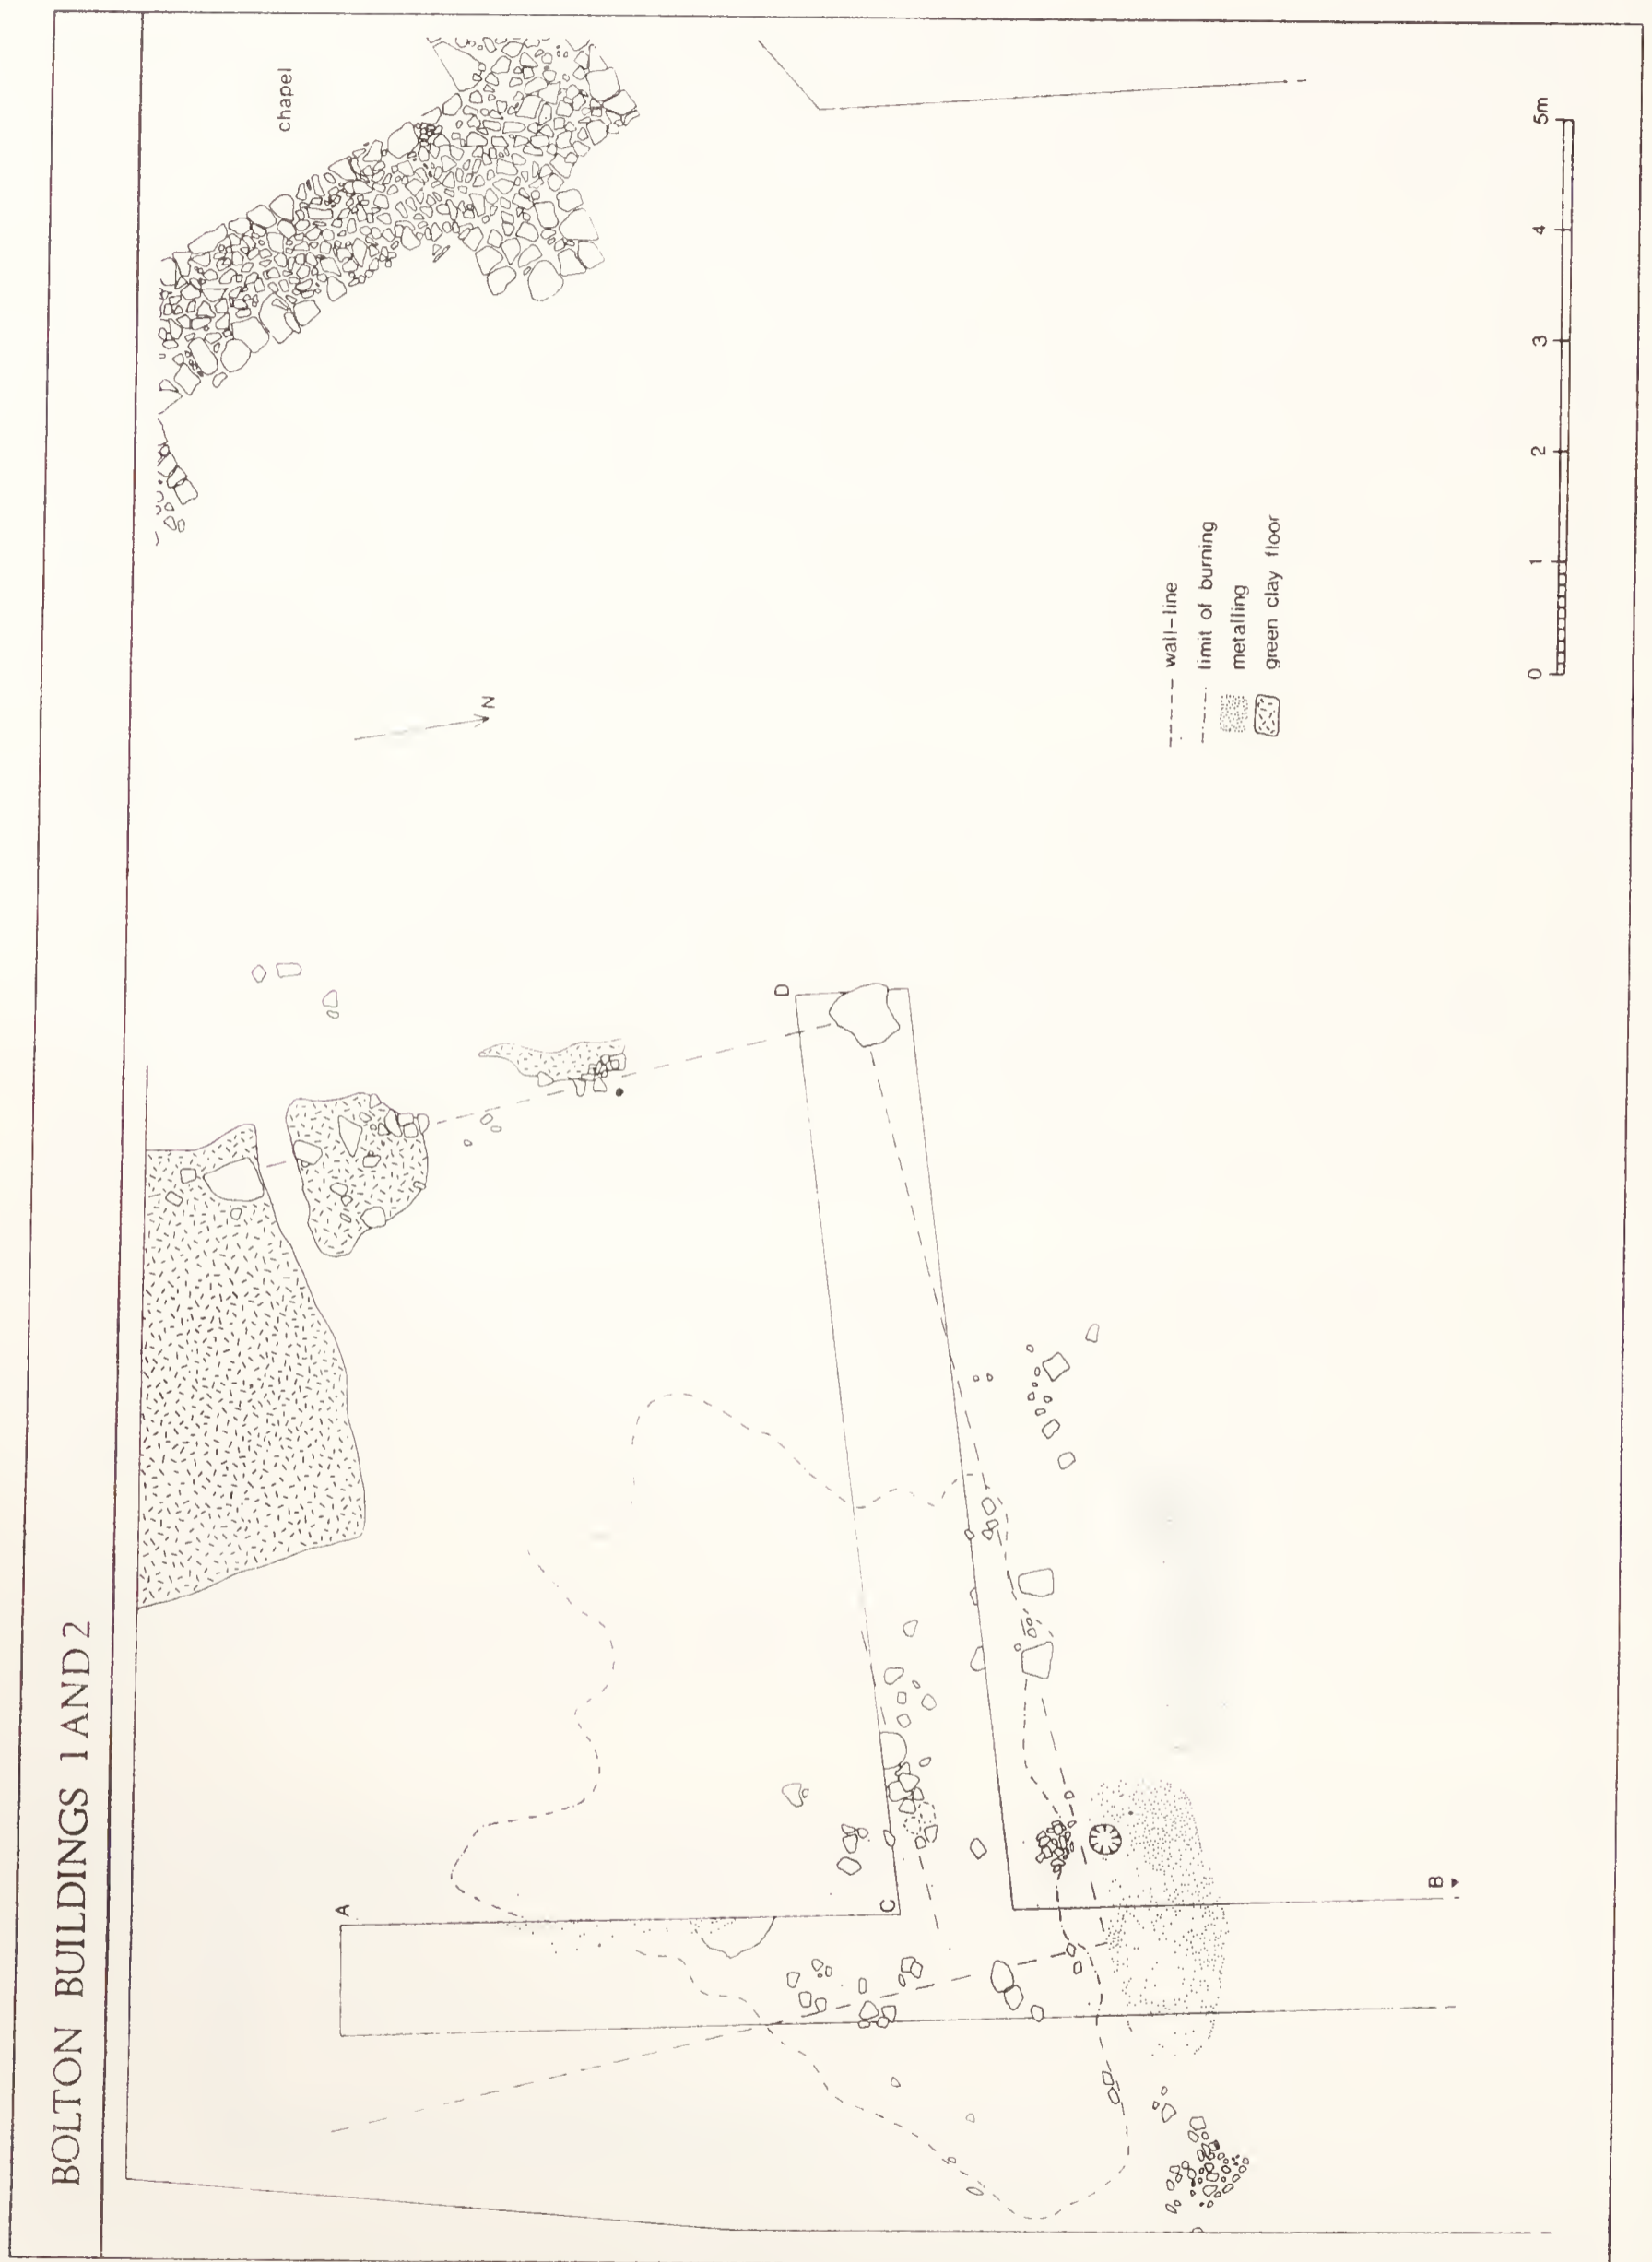 BOLTON BUILDINGS 1 AND 2
chapel
N
A
B
C
D
wall-line
limit of burning
metalling
green clay floor
0 1 2 3 4 5m